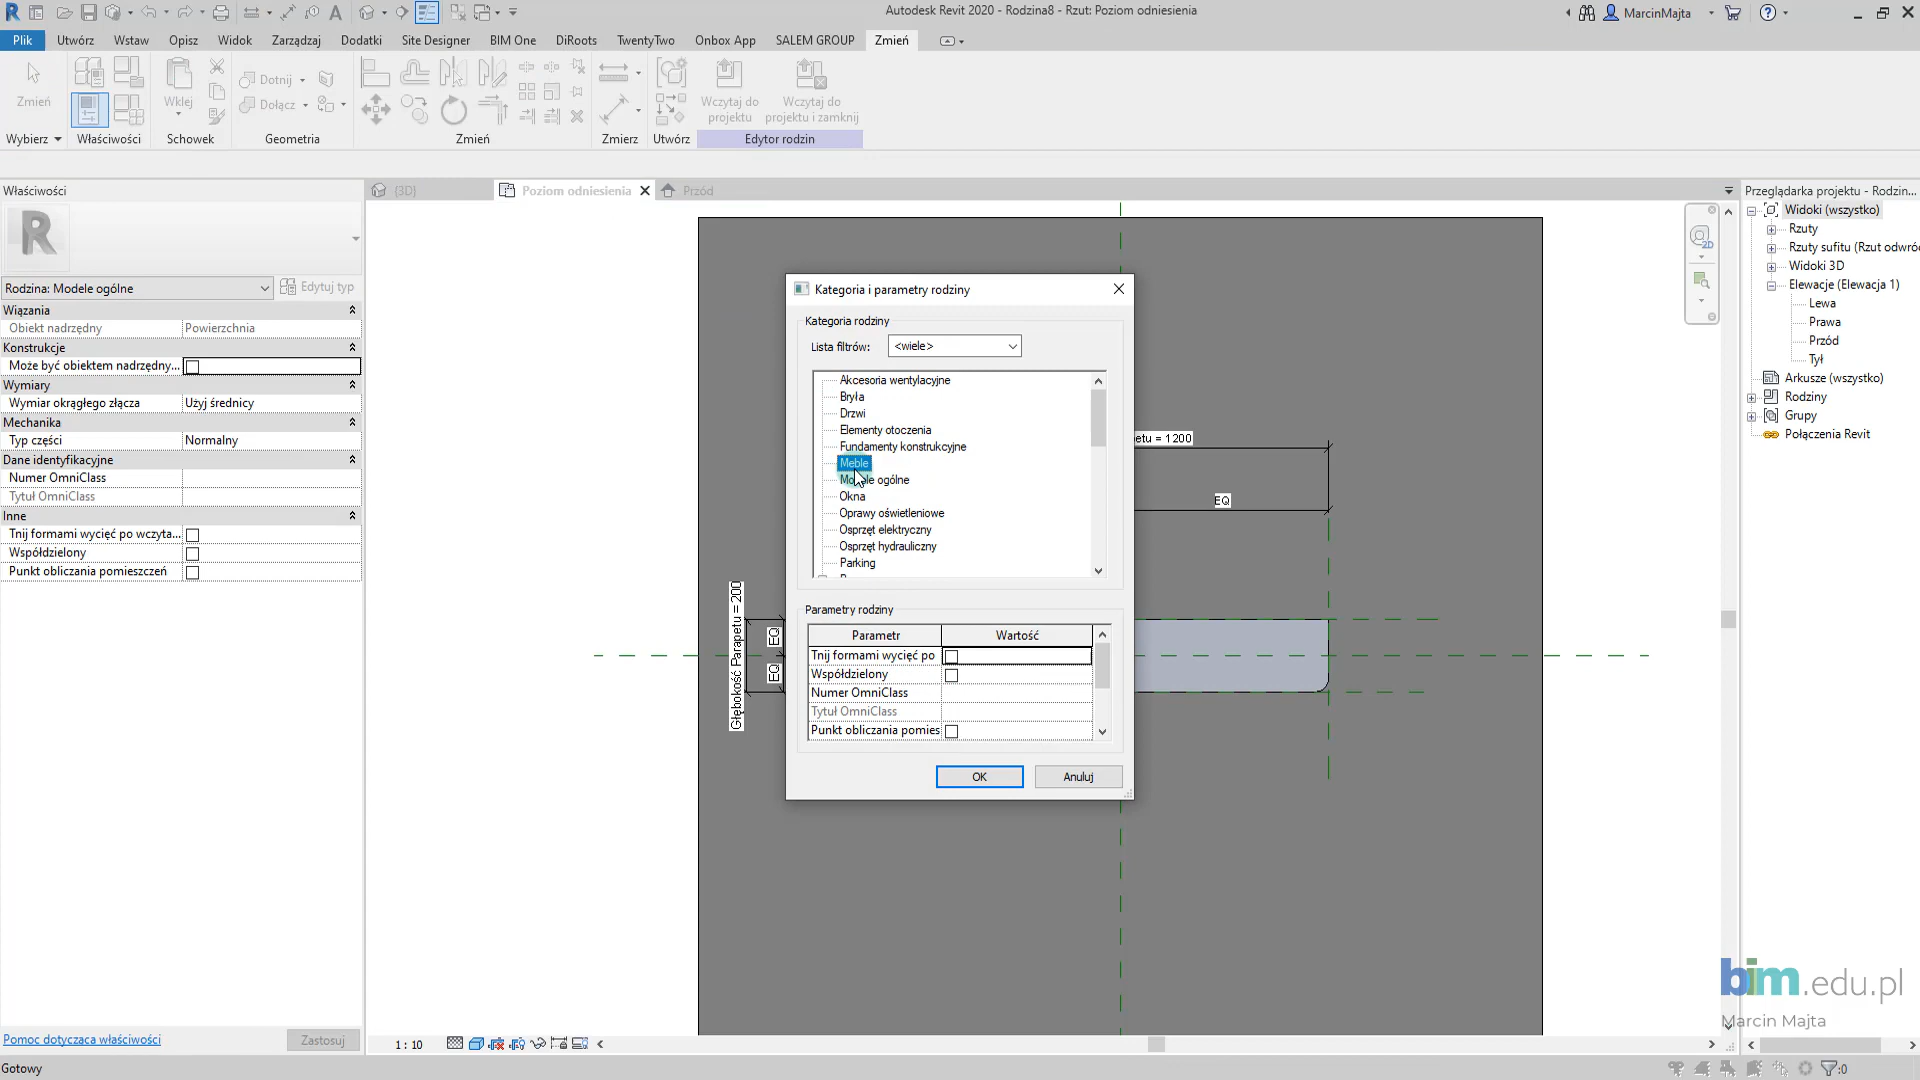 Autodesk Revit 2020 - Rodzina8 - Rzut: Poziom odniesienia
MarcinMajta
Plik
Utwórz
Wstaw
Opisz
Widok
Zarządzaj
Dodatki
Site Designer
BIM One
DiRoots
TwentyTwo
Onbox App
SALEM GROUP
Zmień
Zmień
Wklej
Dotnij
Dołącz
Wczytaj do projektu
Wczytaj do projektu i zamknij
Wybierz
Właściwości
Schowek
Geometria
Zmień
Zmierz
Utwórz
Edytor rodzin
Właściwości
{3D}
Poziom odniesienia
Przód
Przeglądarka projektu - Rodzin...
Rodzina: Modele ogólne
Edytuj typ
Wiązania
Obiekt nadrzędny Powierzchnia
Konstrukcje
Może być obiektem nadrzędny...
Wymiary
Wymiar okrągłego złącza Użyj średnicy
Mechanika
Typ części Normalny
Dane identyfikacyjne
Numer OmniClass
Tytuł OmniClass
Inne
Tnij formami wycięć po wczyta...
Współdzielony
Punkt obliczania pomieszczeń
Kategoria i parametry rodziny
Kategoria rodziny
Lista filtrów: <wiele>
Akcesoria wentylacyjne
Bryła
Drzwi
Elementy otoczenia
Fundamenty konstrukcyjne
Meble
ogólne
Okna
Oprawy oświetleniowe
Osprzęt elektryczny
Osprzęt hydrauliczny
Parking
Parametry rodziny
Parametr Wartość
Tnij formami wycięć po
Współdzielony
Numer OmniClass
Tytuł OmniClass
Punkt obliczania pomies
OK
Anuluj
etu = 1200
EQ
Głębokość Parapetu = 200
EQ
EQ
Widoki (wszystko)
Rzuty
Rzuty sufitu (Rzut odwró
Widoki 3D
Elewacje (Elewacja 1)
Lewa
Prawa
Przód
Tył
Arkusze (wszystko)
Rodziny
Grupy
Połączenia Revit
2D
bim.edu.pl
Marcin Majta
Pomoc dotycząca właściwości
Zastosuj
1 : 10
Gotowy
:0